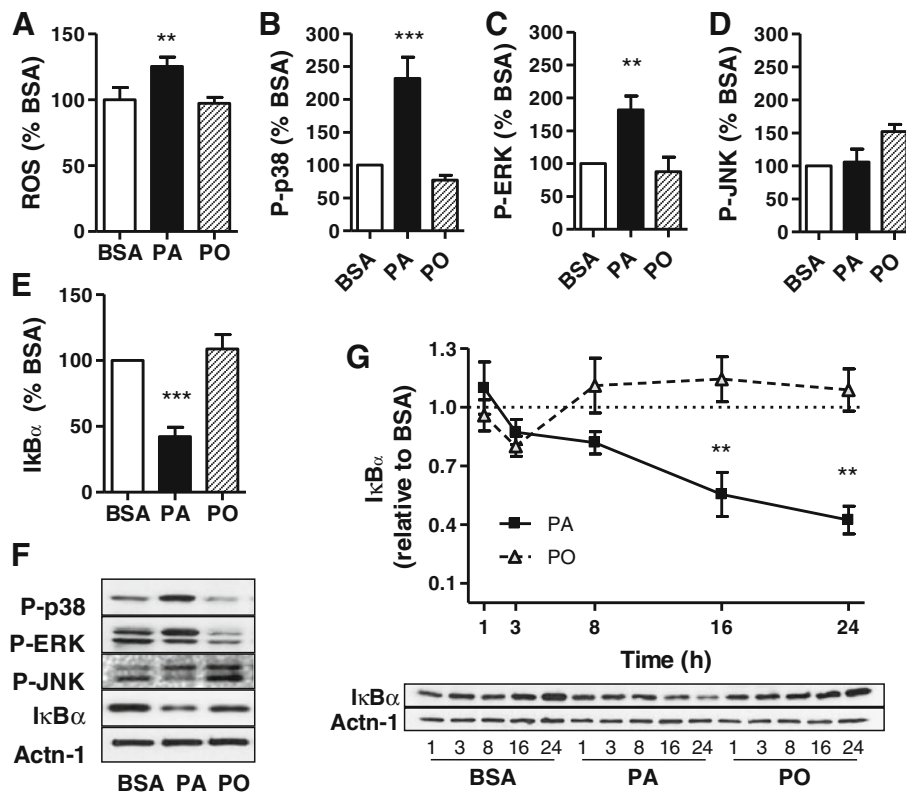 A
ROS (% BSA)
150
100
50
0
**
BSA PA PO
B
P-p38 (% BSA)
300
250
200
150
100
50
0
***
BSA PA PO
C
P-ERK (% BSA)
300
250
200
150
100
50
0
**
BSA PA PO
D
P-JNK (% BSA)
300
250
200
150
100
50
0
BSA PA PO
E
IkBα (% BSA)
150
100
50
0
***
BSA PA PO
F
P-p38
P-ERK
P-JNK
IκBα
Actn-1
BSA PA PO
G
IκBα
(relative to BSA)
1.3
1.0
0.7
0.4
0.1
**
**
PA
PO
1 3 8 16 24
Time (h)
IκBα
Actn-1
1 3 8 16 24 1 3 8 16 24 1 3 8 16 24
BSA PA PO